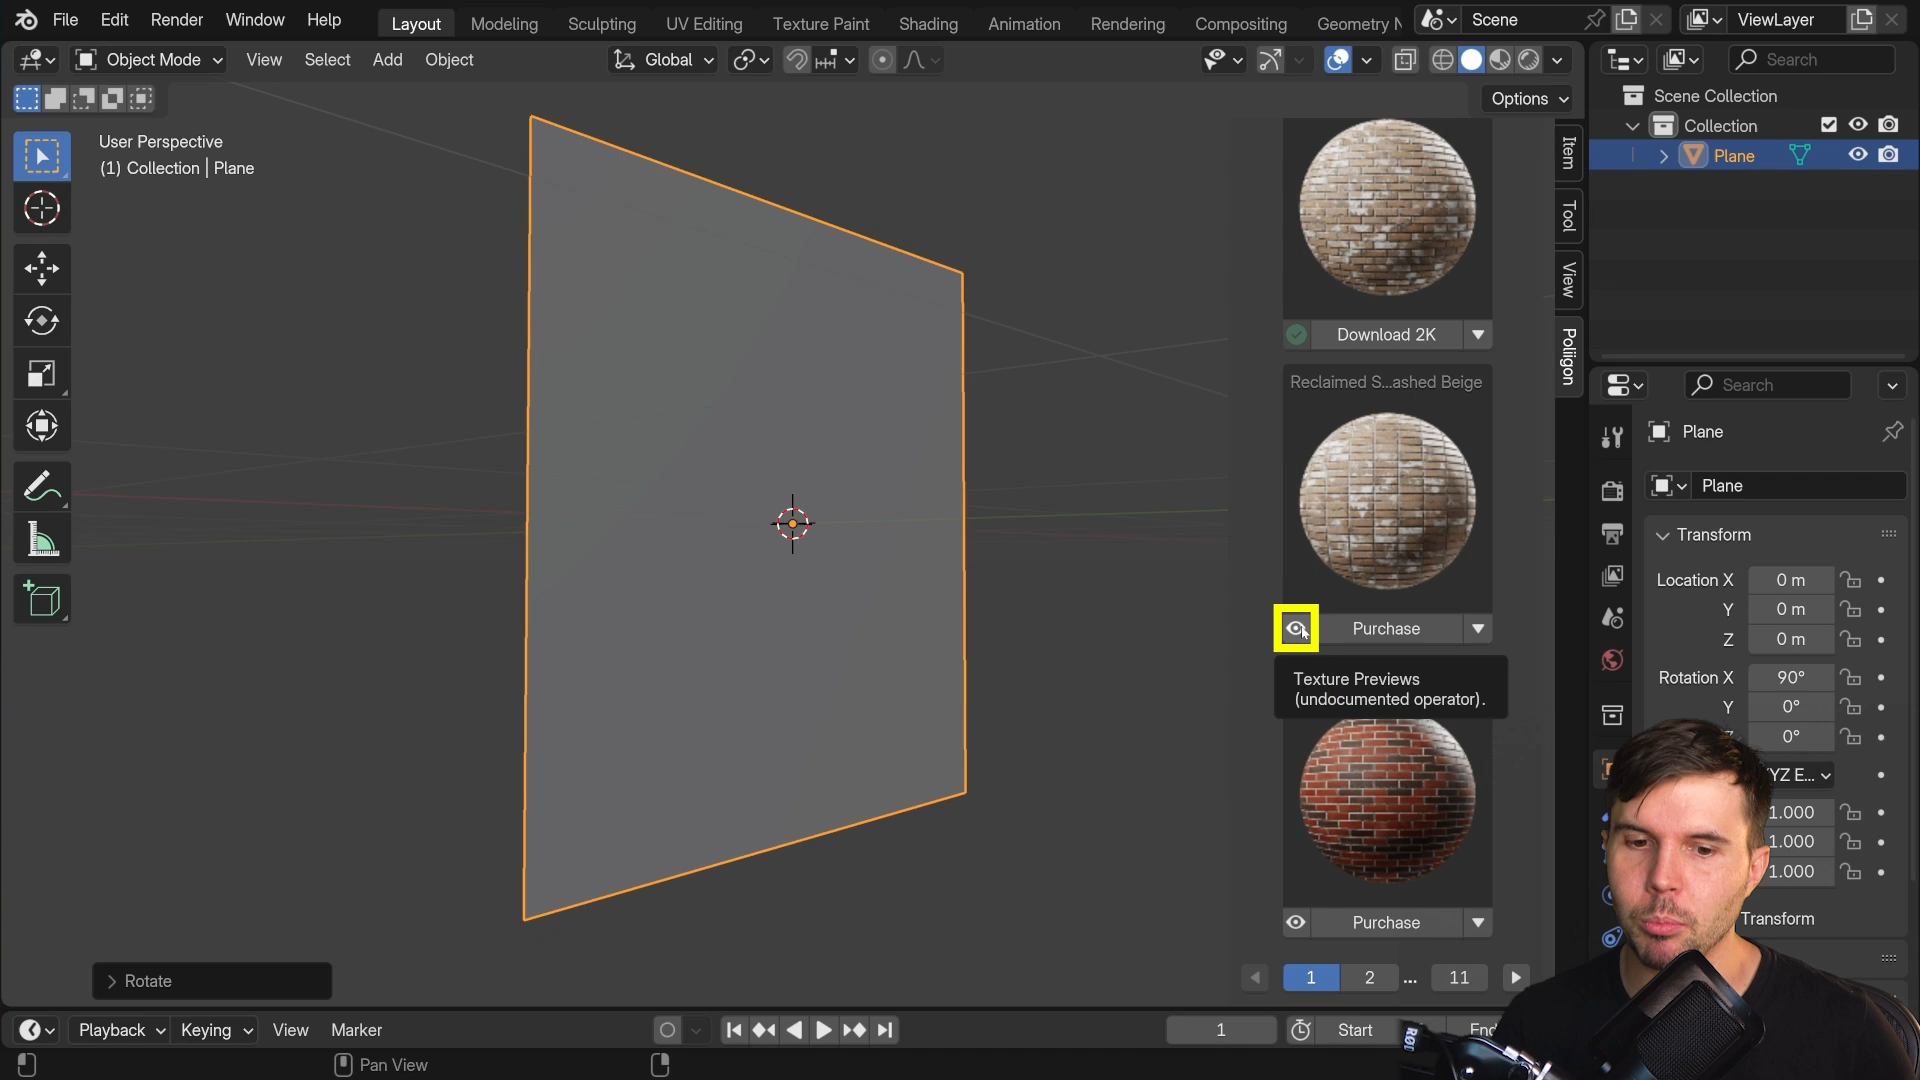 File Edit Render Window Help
Layout Modeling Sculpting UV Editing Texture Paint Shading Animation Rendering Compositing Geometry N
Scene
ViewLayer
Object Mode View Select Add Object
Global
Search
Options
User Perspective
(1) Collection | Plane
Scene Collection
Collection
Plane
Item
Tool
View
Poliigon
Download 2K
Reclaimed S...ashed Beige
Purchase
Texture Previews
(undocumented operator).
Purchase
1 2 ... 11
Search
Plane
Plane
Transform
Location X 0 m
Y 0 m
Z 0 m
Rotation X 90°
Y 0°
0°
YZ E...
1.000
1.000
1.000
Transform
Rotate
Playback Keying View Marker
1
Start
End
Pan View